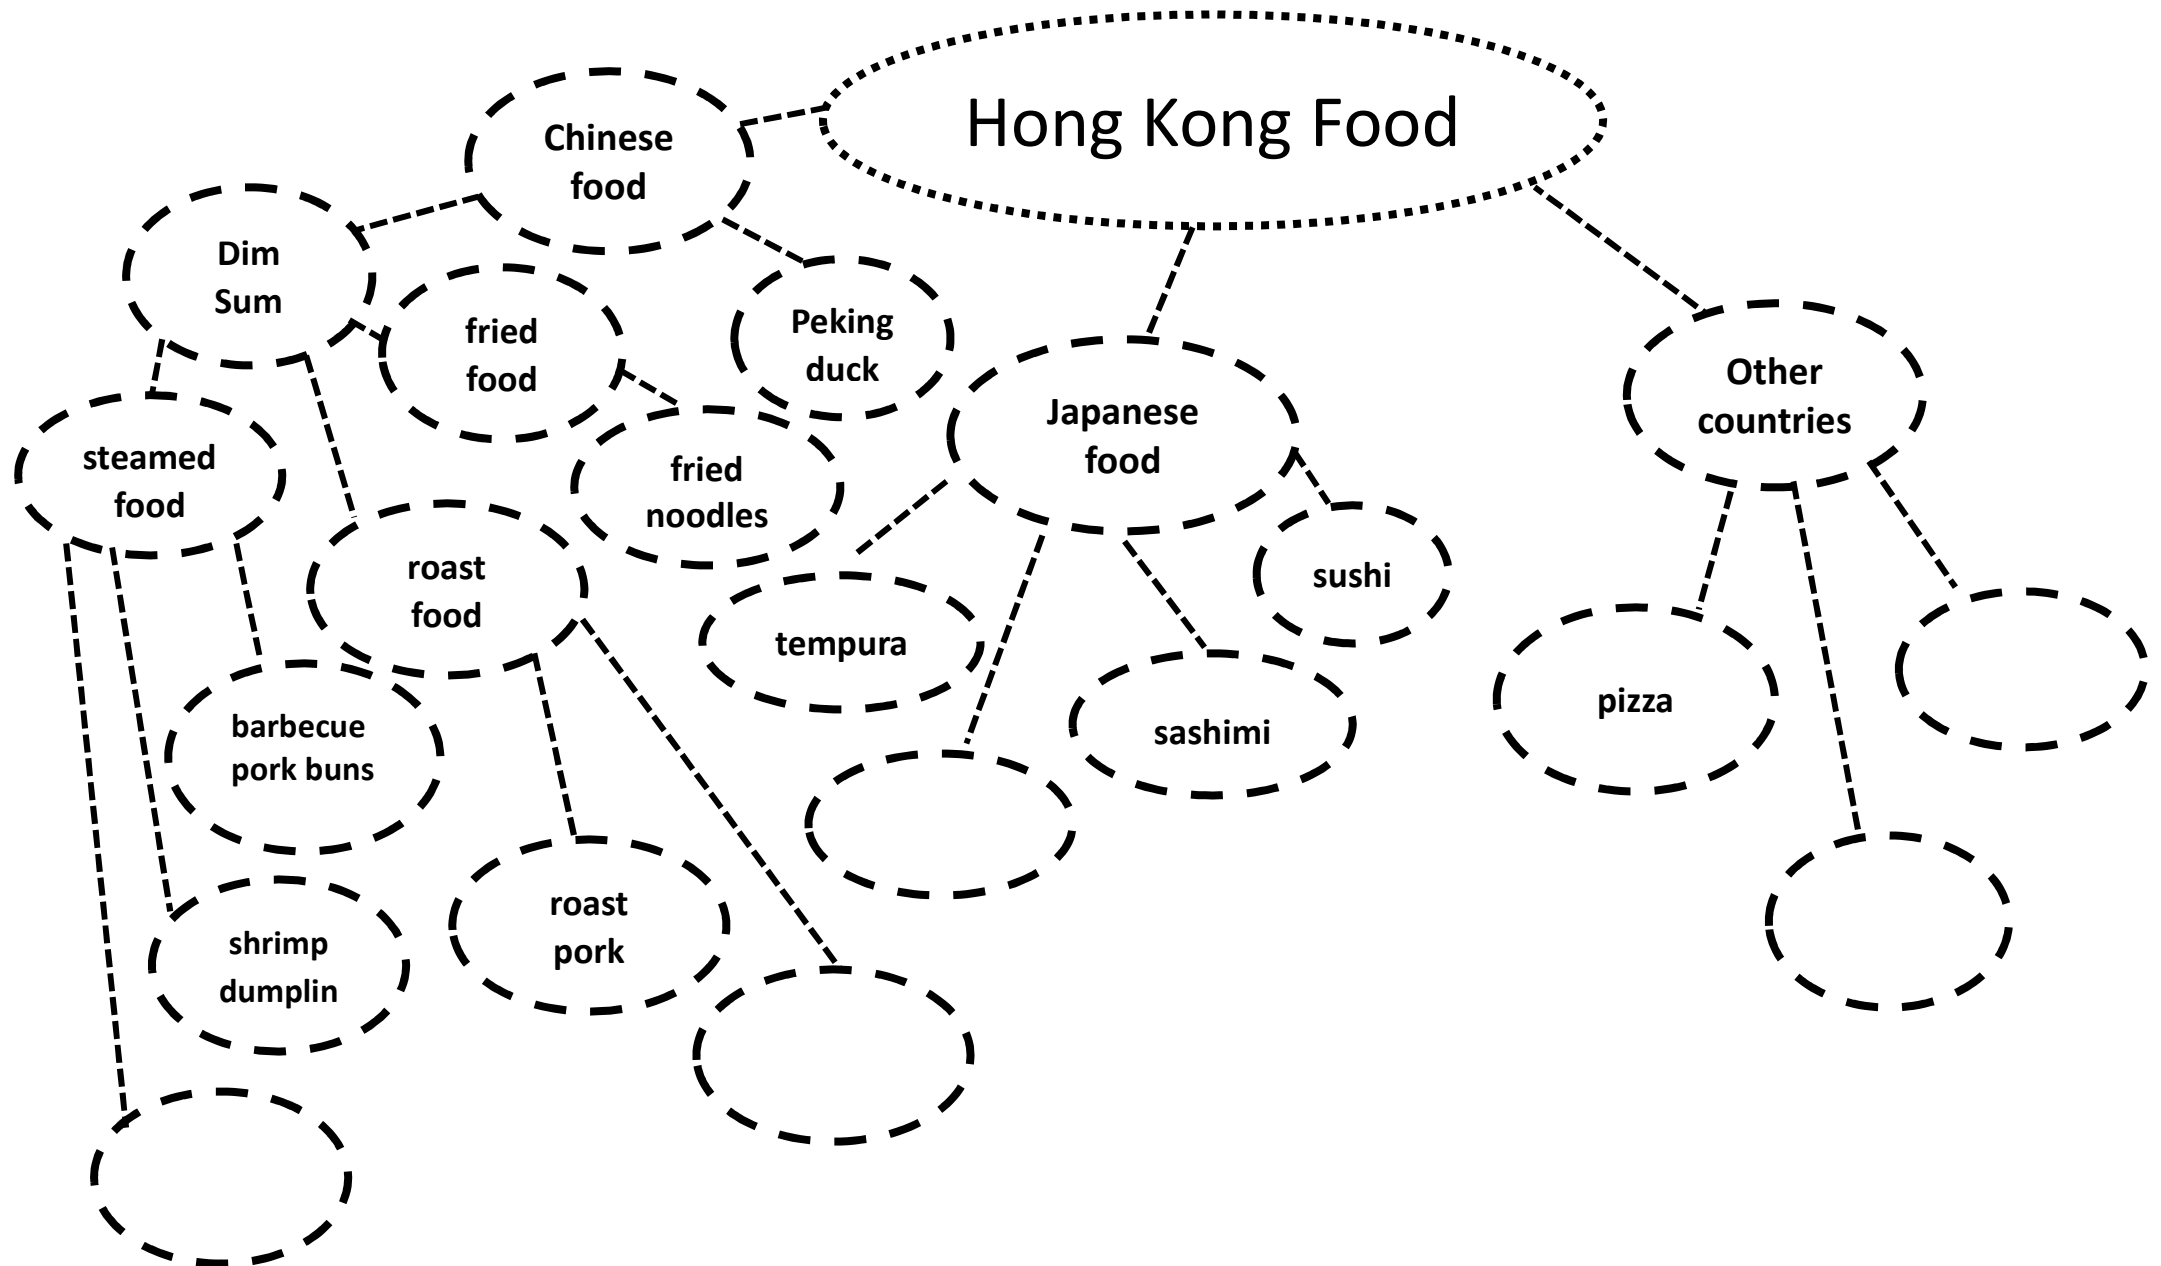 Hong Kong Food
Chinese
food
Dim
Sum
fried
food
Peking
duck
Japanese
food
Other
countries
steamed
food
fried
noodles
roast
food
sushi
tempura
sashimi
pizza
barbecue
pork buns
shrimp
dumplin
roast
pork